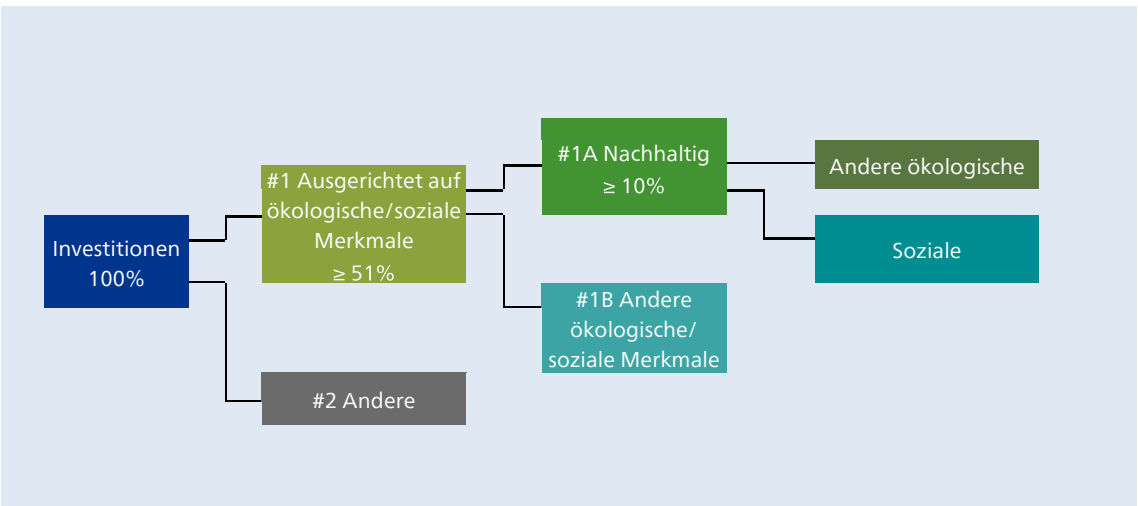 Investitionen
100%
#1 Ausgerichtet auf
ökologische/soziale
Merkmale
≥ 51%
#2 Andere
#1A Nachhaltig
≥ 10%
#1B Andere
ökologische/
soziale Merkmale
Andere ökologische
Soziale